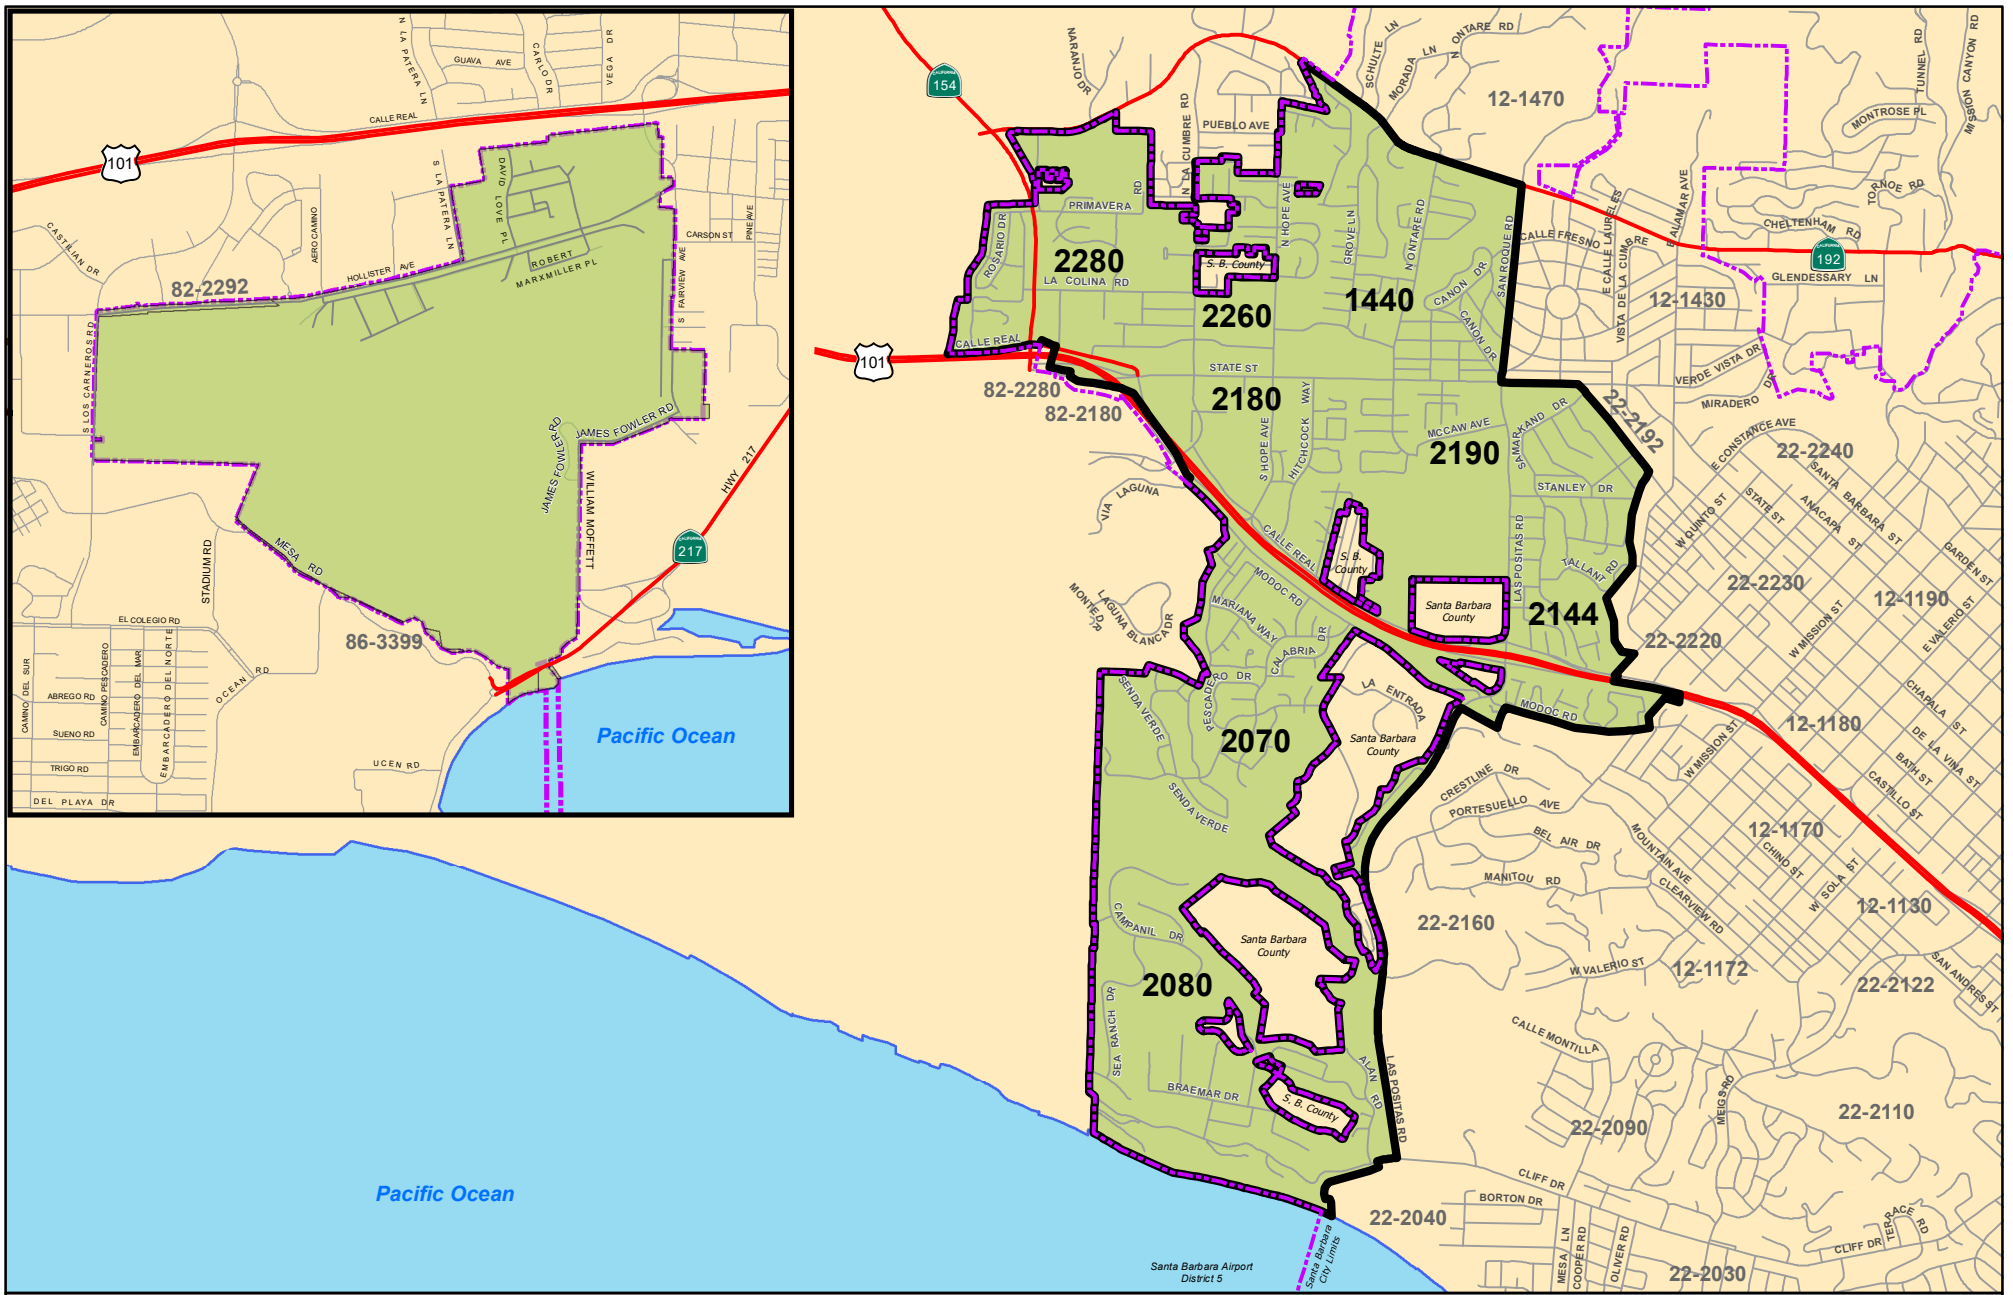 N LA PATERA LN
GUAVA AVE
CARLO DR
VEGA DR
CALLE REAL
101
S LA PATERA LN
DAVID LOVE PL
CASTILIAN DR
AERO CAMINO
CARSON ST
PINE AVE
HOLLISTER AVE
ROBERT
MARXMILLER PL
82-2292
S FAIRVIEW AVE
S LOS CARNEROS RD
JAMES FOWLER RD
JAMES FOWLER RD
HWY 217
WILLIAM MOFFETT
CALIFORNIA
217
MESA RD
STADIUM RD
EL COLEGIO RD
86-3399
CAMINO DEL SUR
ABREGO RD
CAMINO PESCADERO
EMBARCADERO DEL MAR
EMBARCADERO DEL NORTE
OCEAN RD
SUENO RD
TRIGO RD
DEL PLAYA DR
UCEN RD
Pacific Ocean
NARANJO DR
SCHULTE LN
MORADA LN
N ONTARE RD
TUNNEL RD
MISSION CANYON RD
CALIFORNIA
154
12-1470
MONTROSE PL
N LA CUMBRE RD
PUEBLO AVE
TORNOE RD
PRIMAVERA RD
N HOPE AVE
GROVE LN
N ONTARE RD
SAN ROQUE RD
CALLE FRESNO
E CALLE LAURELES
VISTA DE LA CUMBRE
E ALAMAR AVE
CHELTENHAM RD
CALIFORNIA
192
GLENDESSARY LN
ROSARIO DR
2280
LA COLINA RD
S. B. County
2260
1440
CANON DR
CANON DR
12-1430
CALLE REAL
101
82-2280
82-2180
STATE ST
2180
S HOPE AVE
HITCHCOCK WAY
MCCAW AVE
SAMARKAND DR
2190
STANLEY DR
22-2192
VERDE VISTA DR
MIRADERO DR
E CONSTANCE AVE
22-2240
SANTA BARBARA ST
STATE ST
ANACAPA ST
W QUINTO ST
GARDEN ST
VIA LAGUNA
CALLE REAL
S. B.
County
LAS POSITAS RD
TALLANT RD
22-2230
12-1190
MODOC RD
MARIANA WAY
Santa Barbara
County
2144
W MISSION ST
E VALERIO ST
22-2220
MONTE DR
LAGUNA BLANCA DR
CALABRIA DR
SENDA VERDE
PESCADERO DR
LA ENTRADA
MODOC RD
CHAPALA ST
12-1180
2070
Santa Barbara
County
W MISSION ST
DE LA VINA ST
BATH ST
CASTILLO ST
CRESTLINE DR
PORTESUELLO AVE
SENDA VERDE
BEL AIR DR
MOUNTAIN AVE
12-1170
CHINO ST
MANITOU RD
CLEARVIEW RD
W SOLA ST
12-1130
CAMPANIL DR
22-2160
Santa Barbara
County
W VALERIO ST
12-1172
SAN ANDRES ST
22-2122
2080
SEA RANCH DR
CALLE MONTILLA
ALAN RD
LAS POSITAS RD
BRAEMAR DR
S. B. County
MEIGS RD
22-2110
22-2090
Pacific Ocean
CLIFF DR
BORTON DR
22-2040
TERRACE RD
CLIFF DR
MESA LN
COOPER RD
OLIVER RD
22-2030
Santa Barbara
City Limits
Santa Barbara Airport
District 5